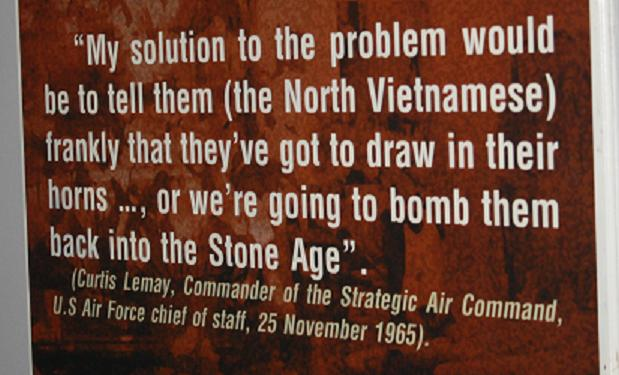 “My solution to the problem would
be to tell them (the North Vietnamese)
frankly that they’ve got to draw in their
horns ..., or we’re going to bomb them
back into the Stone Age”.
(Curtis Lemay, Commander of the Strategic Air Command,
U.S Air Force chief of staff, 25 November 1965).